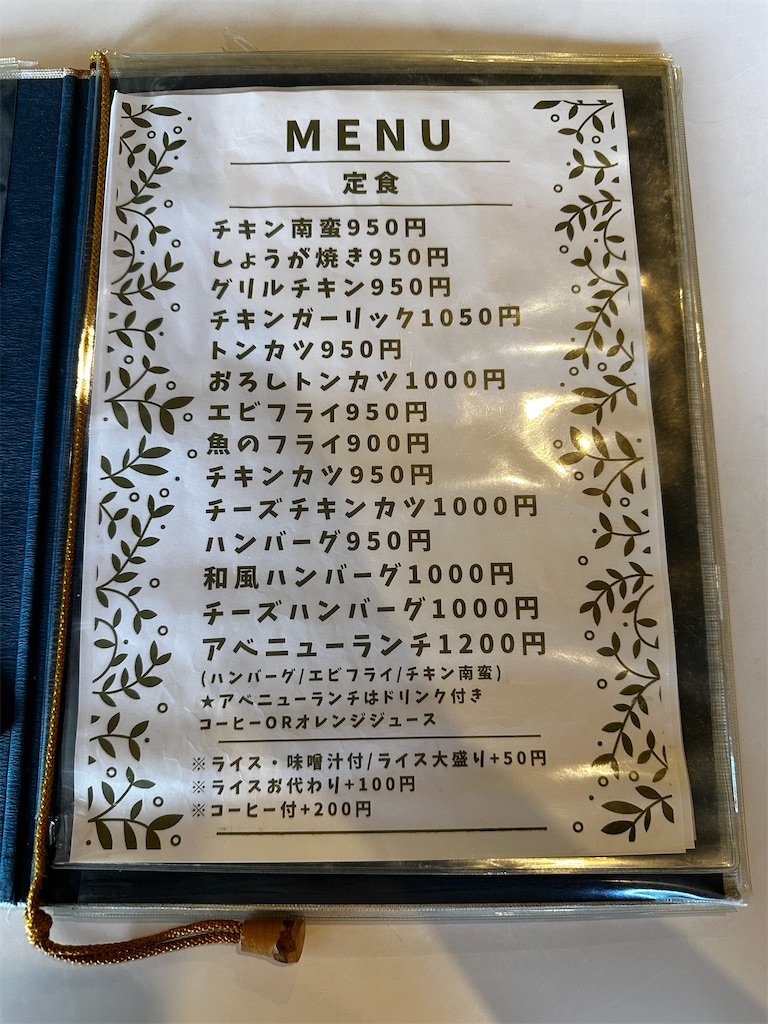 MENU
定食
チキン南蛮950円
しょうが焼き950円
グリルチキン950円
チキンガーリック1050円
トンカツ950円
おろしトンカツ1000円
エビフライ950円
魚のフライ900円
チキンカツ950円
チーズチキンカツ1000円
ハンバーグ950円
和風ハンバーグ1000円
チーズハンバーグ1000円
アベニューランチ1200円
(ハンバーグ/エビフライ/チキン南蛮)
★アベニューランチはドリンク付き
コーヒーORオレンジジュース
※ライス・味噌汁付/ライス大盛り+50円
※ライスお代わり+100円
※コーヒー付+200円